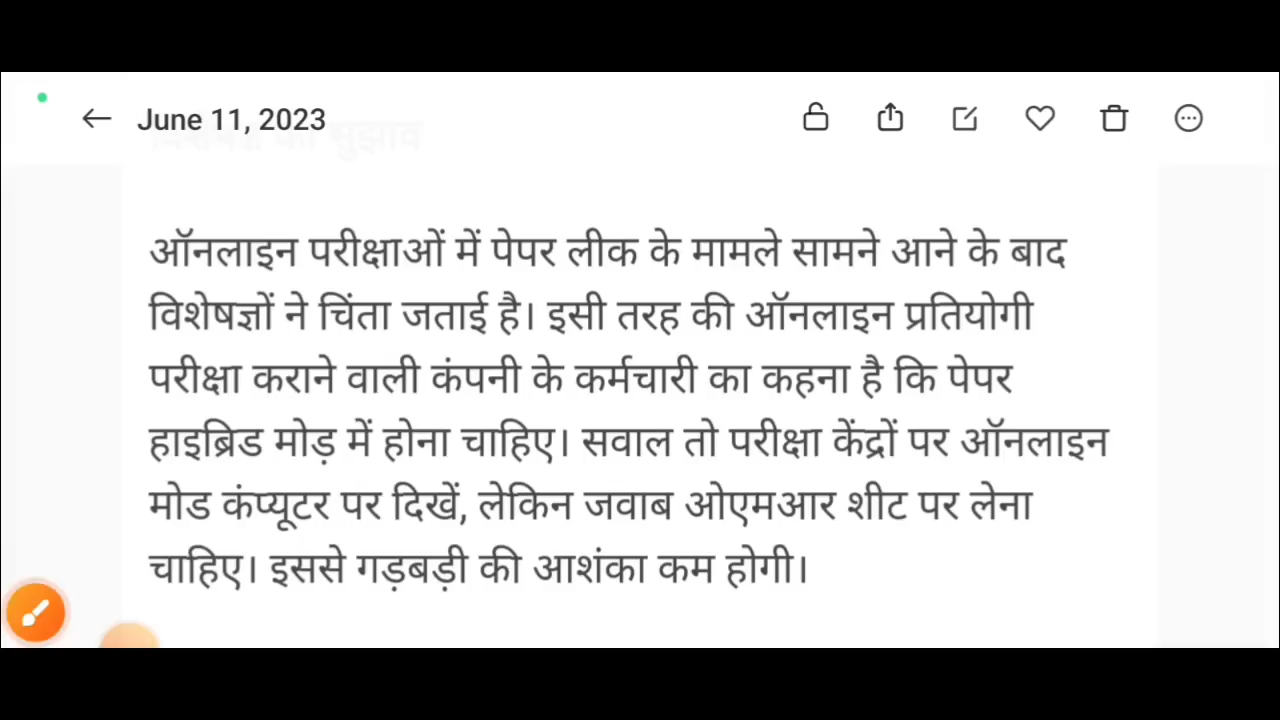 June 11, 2023
ऑनलाइन परीक्षाओं में पेपर लीक के मामले सामने आने के बाद
विशेषज्ञों ने चिंता जताई है। इसी तरह की ऑनलाइन प्रतियोगी
परीक्षा कराने वाली कंपनी के कर्मचारी का कहना है कि पेपर
हाइब्रिड मोड़ में होना चाहिए। सवाल तो परीक्षा केंद्रों पर ऑनलाइन
मोड कंप्यूटर पर दिखें, लेकिन जवाब ओएमआर शीट पर लेना
चाहिए। इससे गड़बड़ी की आशंका कम होगी।